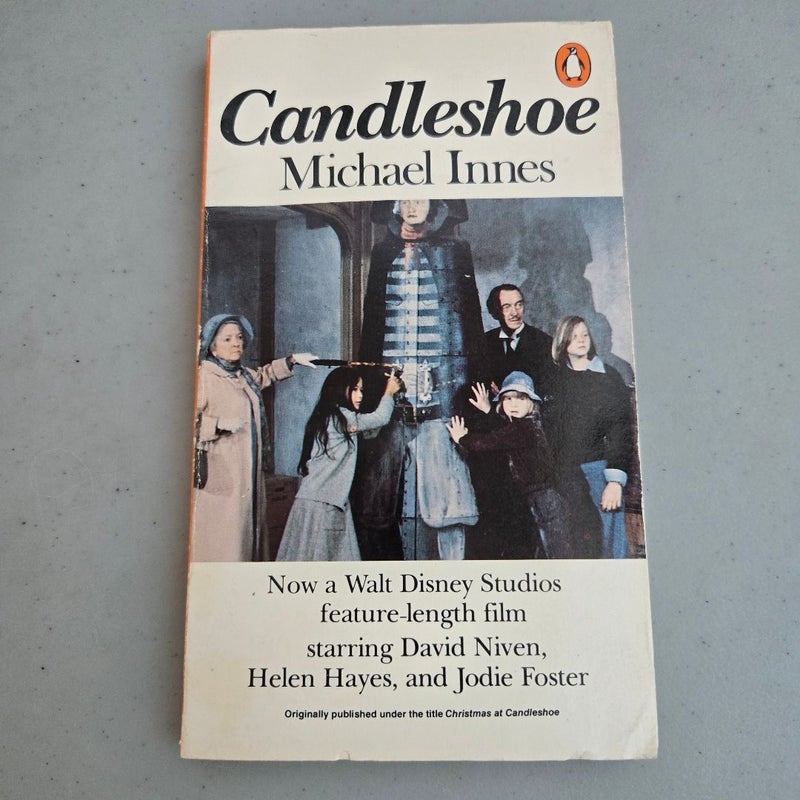 Candleshoe
Michael Innes
Now a Walt Disney Studios
feature-length film
starring David Niven,
Helen Hayes, and Jodie Foster
Originally published under the title Christmas at Candleshoe